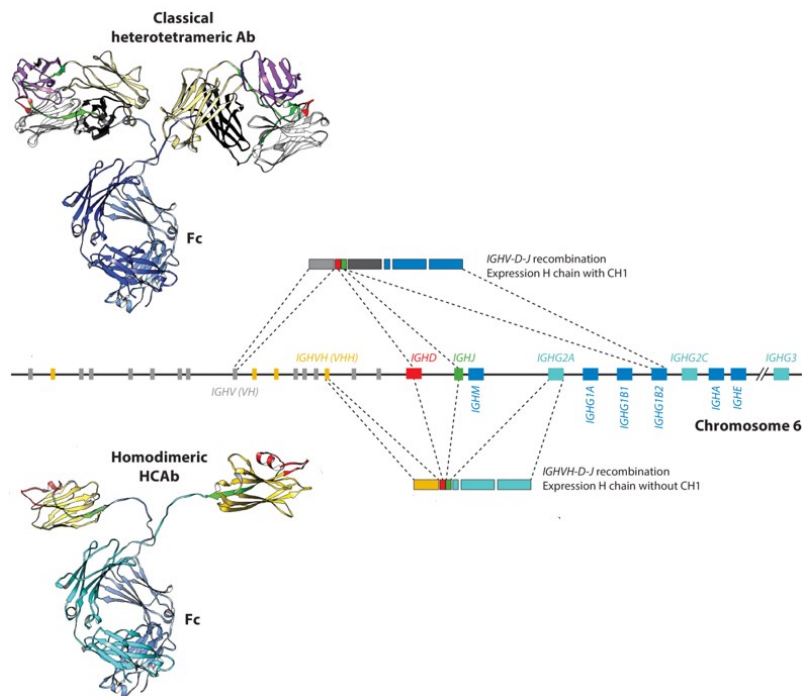 Classical
heterotetrameric Ab
Fc
IGHV-D-J recombination
Expression H chain with CH1
IGHV (VH)
IGHVH (VHH)
IGHD
IGHJ
IGHM
IGHG2A
IGHG1A
IGHG1B1
IGHG1B2
IGHG2C
IGHA
IGHE
IGHG3
Chromosome 6
Homodimeric
HCAb
IGHVH-D-J recombination
Expression H chain without CH1
Fc